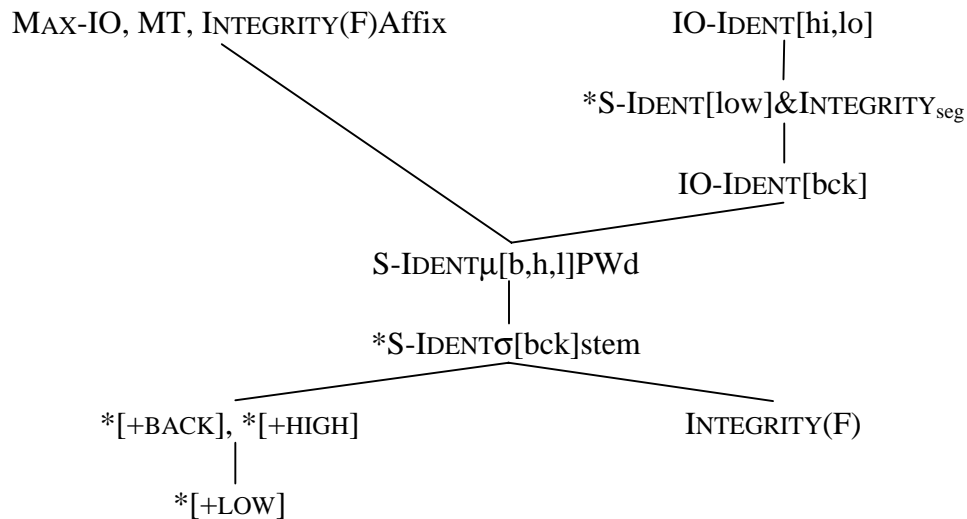 MAX-IO, MT, INTEGRITY(F)Affix IO-IDENT[hi,lo]
*S-IDENT[low]&INTEGRITYseg
IO-IDENT[bck]
S-IDENTμ[b,h,l]PWd
*S-IDENTσ[bck]stem
*[+BACK], *[+HIGH] INTEGRITY(F)
*[+LOW]